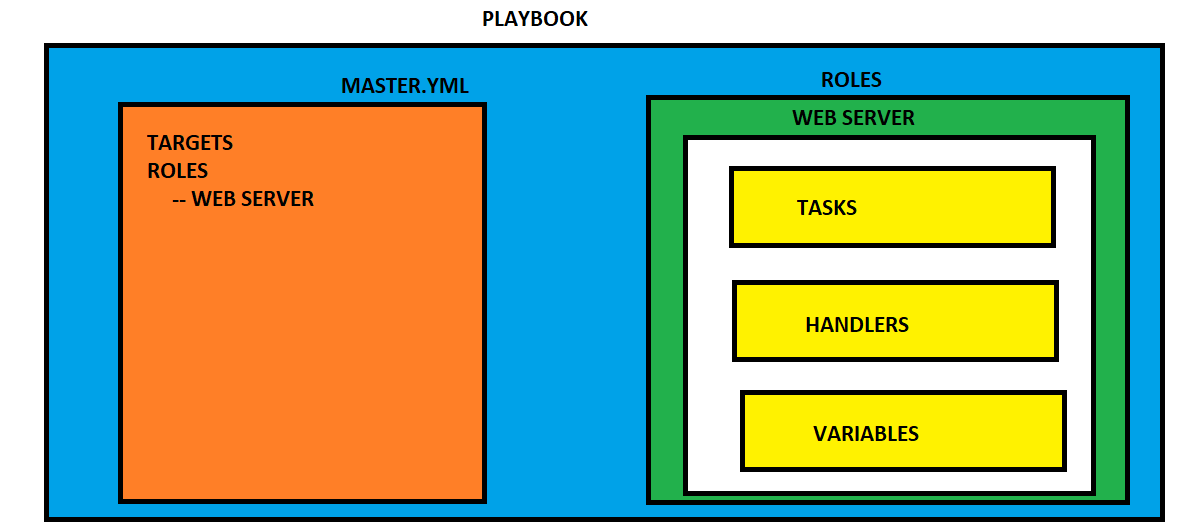 PLAYBOOK
MASTER.YML
TARGETS
ROLES
-- WEB SERVER
ROLES
WEB SERVER
TASKS
HANDLERS
VARIABLES